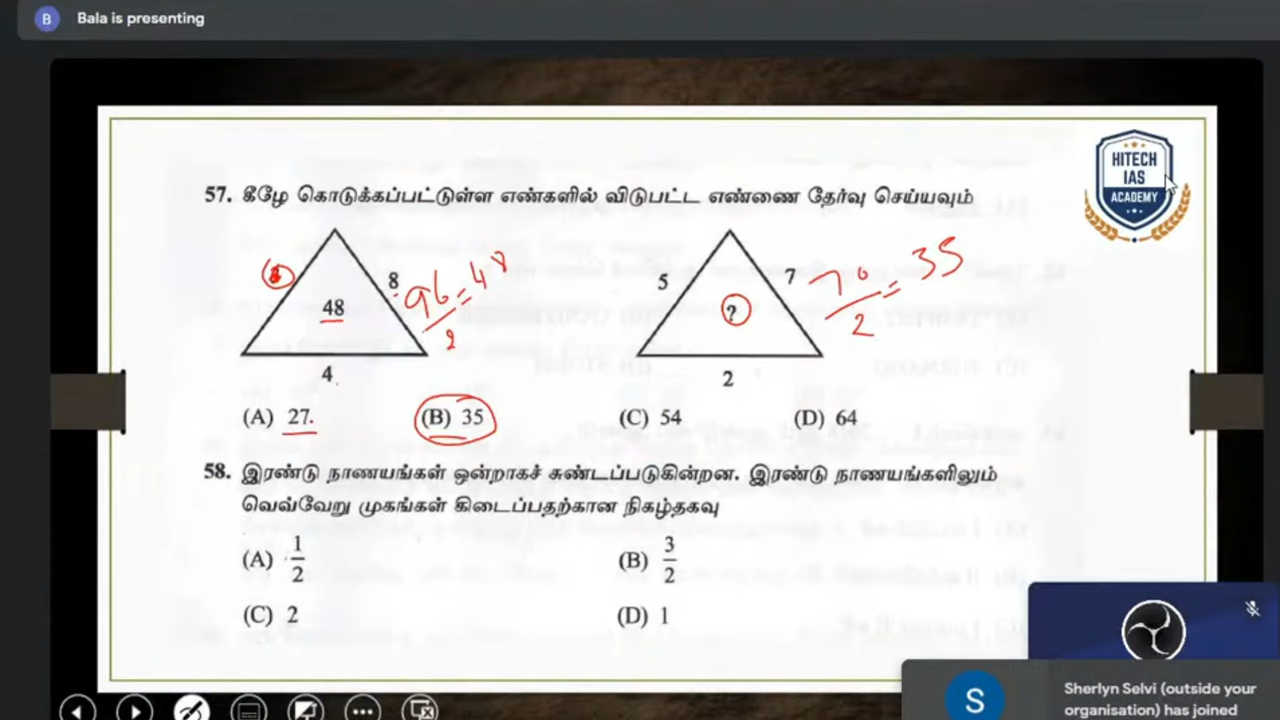 B Bala is presenting
HITECH
IAS
ACADEMY
57. கீழே கொடுக்கப்பட்டுள்ள எண்களில் விடுபட்ட எண்ணை தேர்வு செய்யவும்
8
48
4
96/2 = 48
5
7
?
2
70/2 = 35
(A) 27 (B) 35 (C) 54 (D) 64
58. இரண்டு நாணயங்கள் ஒன்றாகச் சுண்டப்படுகின்றன. இரண்டு நாணயங்களிலும்
வெவ்வேறு முகங்கள் கிடைப்பதற்கான நிகழ்தகவு
(A) 1/2 (B) 3/2
(C) 2 (D) 1
S Sherlyn Selvi (outside your
organisation) has joined